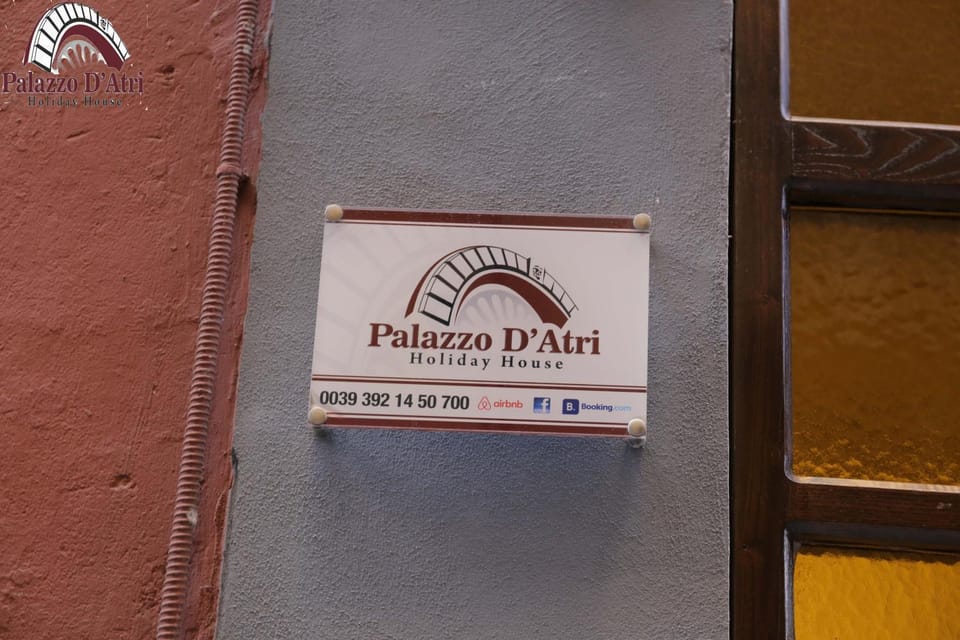 Palazzo D'Atri
Holiday House
Palazzo D'Atri
Holiday House
0039 392 14 50 700 airbnb f B. Booking.com